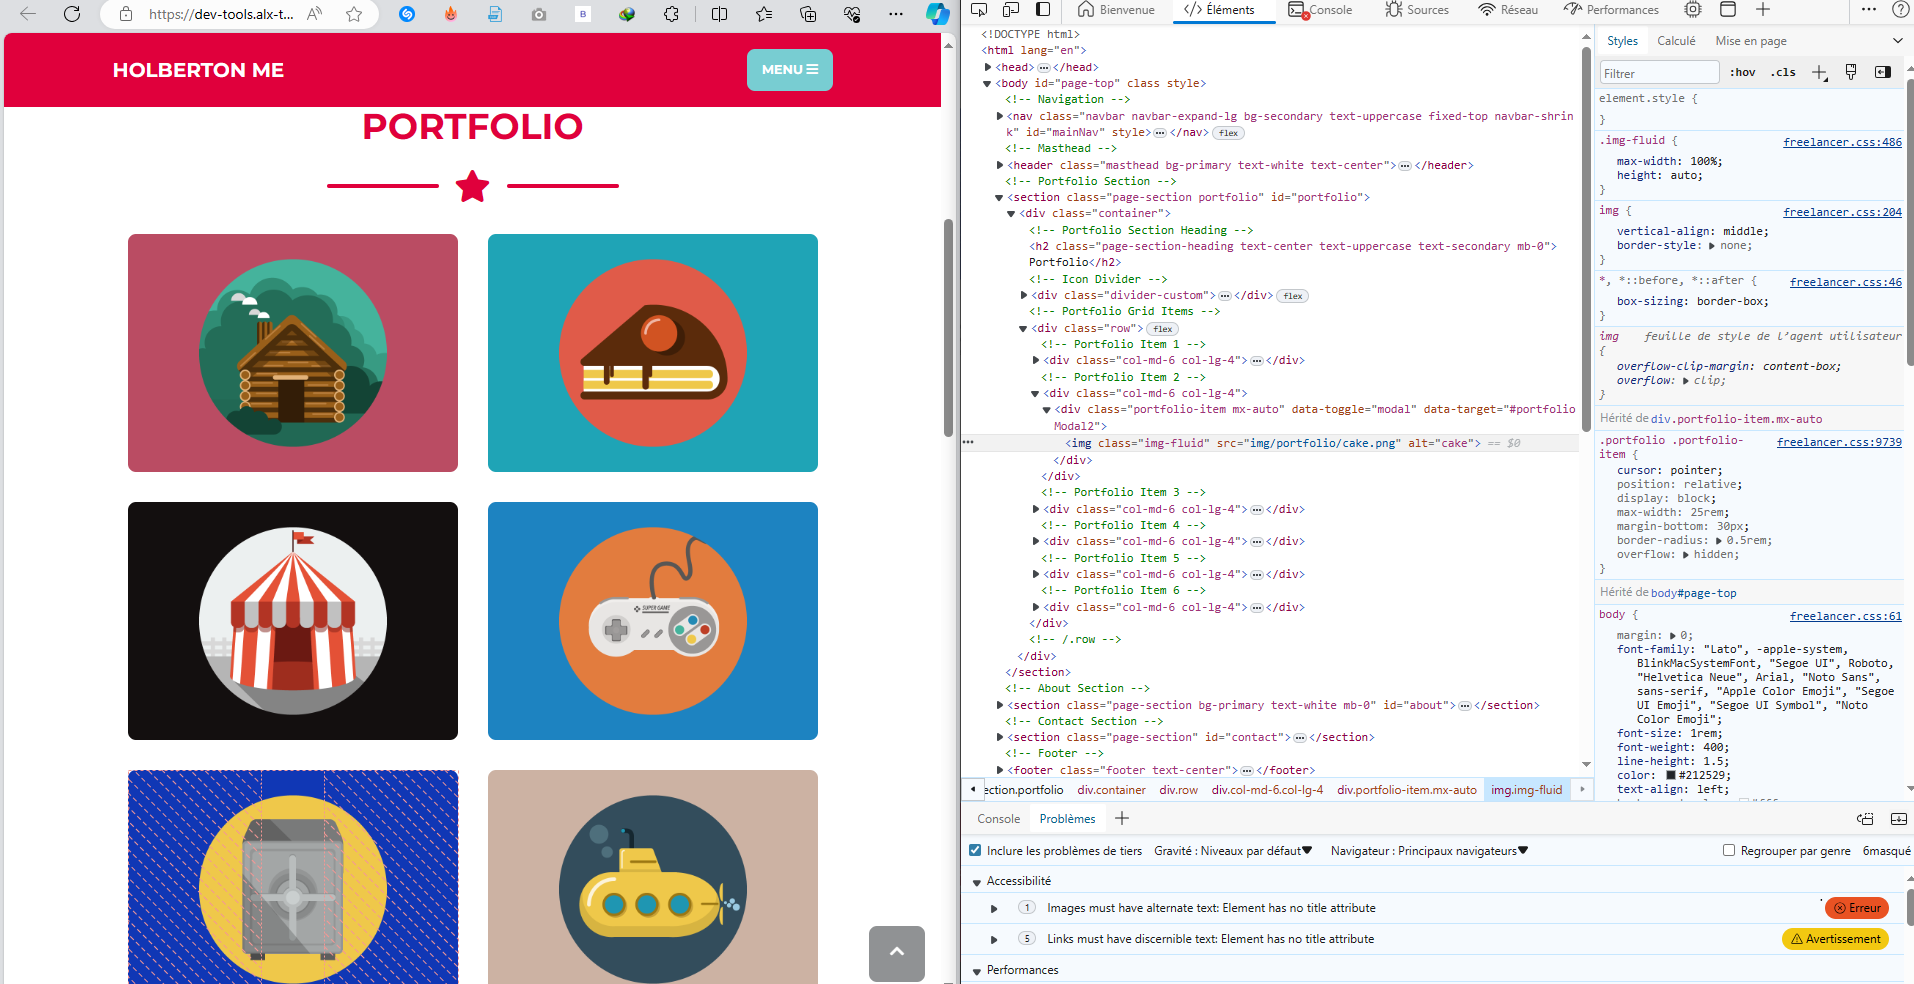 https://dev-tools.alx-t...
HOLBERTON ME
MENU
PORTFOLIO
SUPER GAME
Bienvenue
Éléments
Console
Sources
Réseau
Performances
<!DOCTYPE html>
<html lang="en">
<head> ⋯ </head>
<body id="page-top" class style>
<!-- Navigation -->
<nav class="navbar navbar-expand-lg bg-secondary text-uppercase fixed-top navbar-shrin
k" id="mainNav" style> ⋯ </nav> flex
<!-- Masthead -->
<header class="masthead bg-primary text-white text-center"> ⋯ </header>
<!-- Portfolio Section -->
<section class="page-section portfolio" id="portfolio">
<div class="container">
<!-- Portfolio Section Heading -->
<h2 class="page-section-heading text-center text-uppercase text-secondary mb-0">
Portfolio</h2>
<!-- Icon Divider -->
<div class="divider-custom"> ⋯ </div> flex
<!-- Portfolio Grid Items -->
<div class="row"> flex
<!-- Portfolio Item 1 -->
<div class="col-md-6 col-lg-4"> ⋯ </div>
<!-- Portfolio Item 2 -->
<div class="col-md-6 col-lg-4">
<div class="portfolio-item mx-auto" data-toggle="modal" data-target="#portfolio
Modal2">
<img class="img-fluid" src="img/portfolio/cake.png" alt="cake"> == $0
</div>
</div>
<!-- Portfolio Item 3 -->
<div class="col-md-6 col-lg-4"> ⋯ </div>
<!-- Portfolio Item 4 -->
<div class="col-md-6 col-lg-4"> ⋯ </div>
<!-- Portfolio Item 5 -->
<div class="col-md-6 col-lg-4"> ⋯ </div>
<!-- Portfolio Item 6 -->
<div class="col-md-6 col-lg-4"> ⋯ </div>
</div>
<!-- /.row -->
</div>
</section>
<!-- About Section -->
<section class="page-section bg-primary text-white mb-0" id="about"> ⋯ </section>
<!-- Contact Section -->
<section class="page-section" id="contact"> ⋯ </section>
<!-- Footer -->
<footer class="footer text-center"> ⋯ </footer>
ection.portfolio div.container div.row div.col-md-6.col-lg-4 div.portfolio-item.mx-auto img.img-fluid
Styles Calculé Mise en page
Filtrer :hov .cls
element.style {
}
.img-fluid { freelancer.css:486
max-width: 100%;
height: auto;
}
img { freelancer.css:204
vertical-align: middle;
border-style: none;
}
*, *::before, *::after { freelancer.css:46
box-sizing: border-box;
}
img feuille de style de l'agent utilisateur
{
overflow-clip-margin: content-box;
overflow: clip;
}
Hérité de div.portfolio-item.mx-auto
.portfolio .portfolio- freelancer.css:9739
item {
cursor: pointer;
position: relative;
display: block;
max-width: 25rem;
margin-bottom: 30px;
border-radius: 0.5rem;
overflow: hidden;
}
Hérité de body#page-top
body { freelancer.css:61
margin: 0;
font-family: "Lato", -apple-system,
BlinkMacSystemFont, "Segoe UI", Roboto,
"Helvetica Neue", Arial, "Noto Sans",
sans-serif, "Apple Color Emoji", "Segoe
UI Emoji", "Segoe UI Symbol", "Noto
Color Emoji";
font-size: 1rem;
font-weight: 400;
line-height: 1.5;
color: #212529;
text-align: left;
Console Problèmes
Inclure les problèmes de tiers Gravité : Niveaux par défaut Navigateur : Principaux navigateurs Regrouper par genre 6masqué
Accessibilité
1 Images must have alternate text: Element has no title attribute Erreur
5 Links must have discernible text: Element has no title attribute Avertissement
Performances